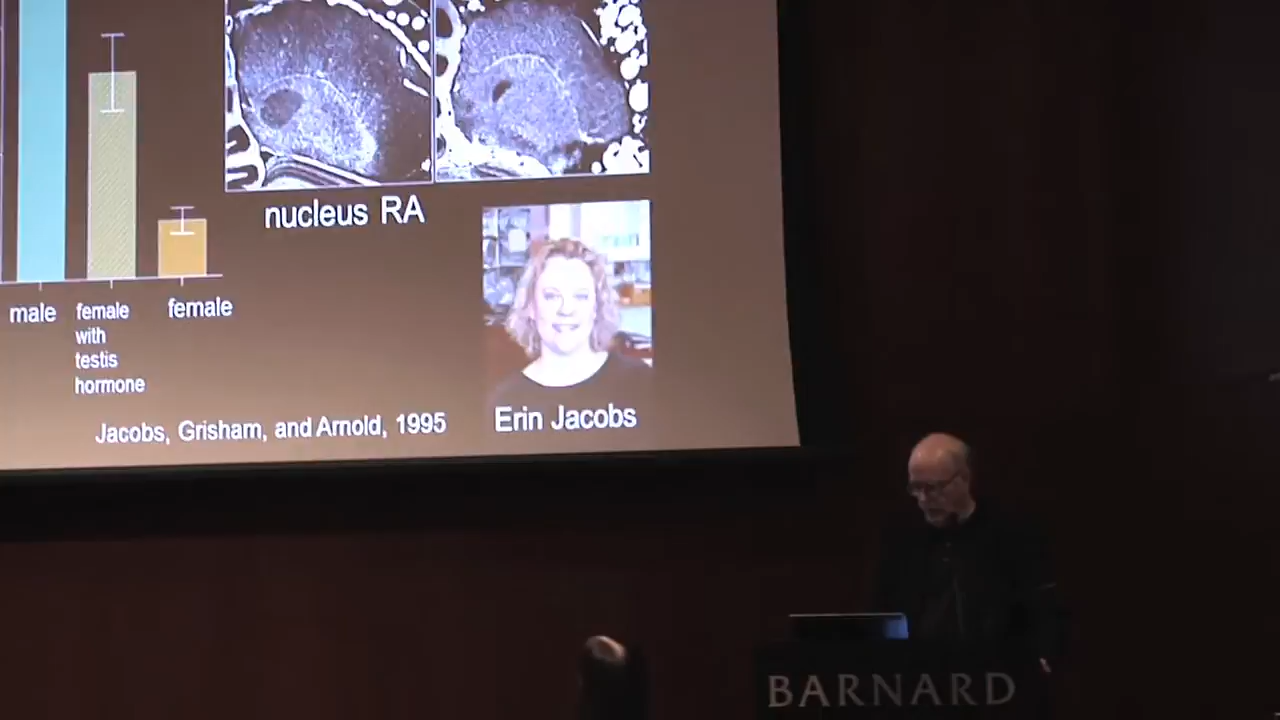 nucleus RA
male
female
with
testis
hormone
female
Jacobs, Grisham, and Arnold, 1995
Erin Jacobs
BARNARD